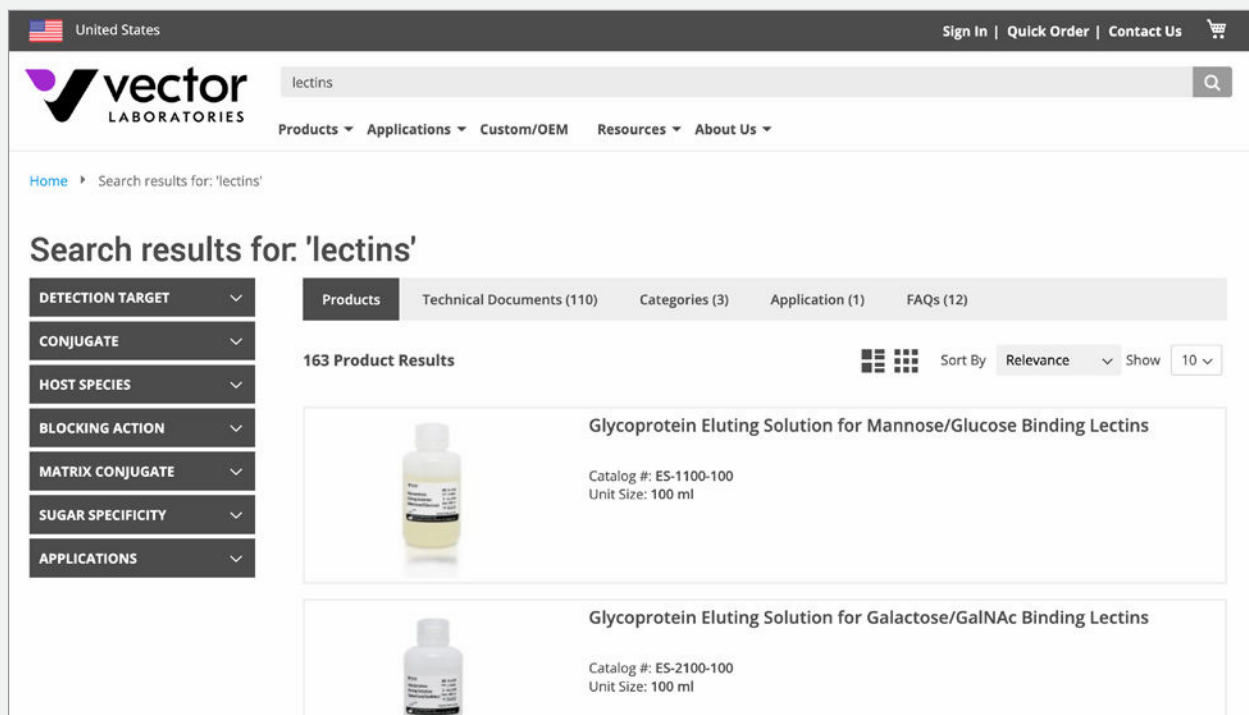 United States
Sign In | Quick Order | Contact Us
vector
LABORATORIES
lectins
Products Applications Custom/OEM Resources About Us
Home Search results for: 'lectins'
Search results for: 'lectins'
DETECTION TARGET
CONJUGATE
HOST SPECIES
BLOCKING ACTION
MATRIX CONJUGATE
SUGAR SPECIFICITY
APPLICATIONS
Products Technical Documents (110) Categories (3) Application (1) FAQs (12)
163 Product Results
Sort By Relevance Show 10
Glycoprotein Eluting Solution for Mannose/Glucose Binding Lectins
Catalog #: ES-1100-100
Unit Size: 100 ml
Glycoprotein Eluting Solution for Galactose/GalNAc Binding Lectins
Catalog #: ES-2100-100
Unit Size: 100 ml